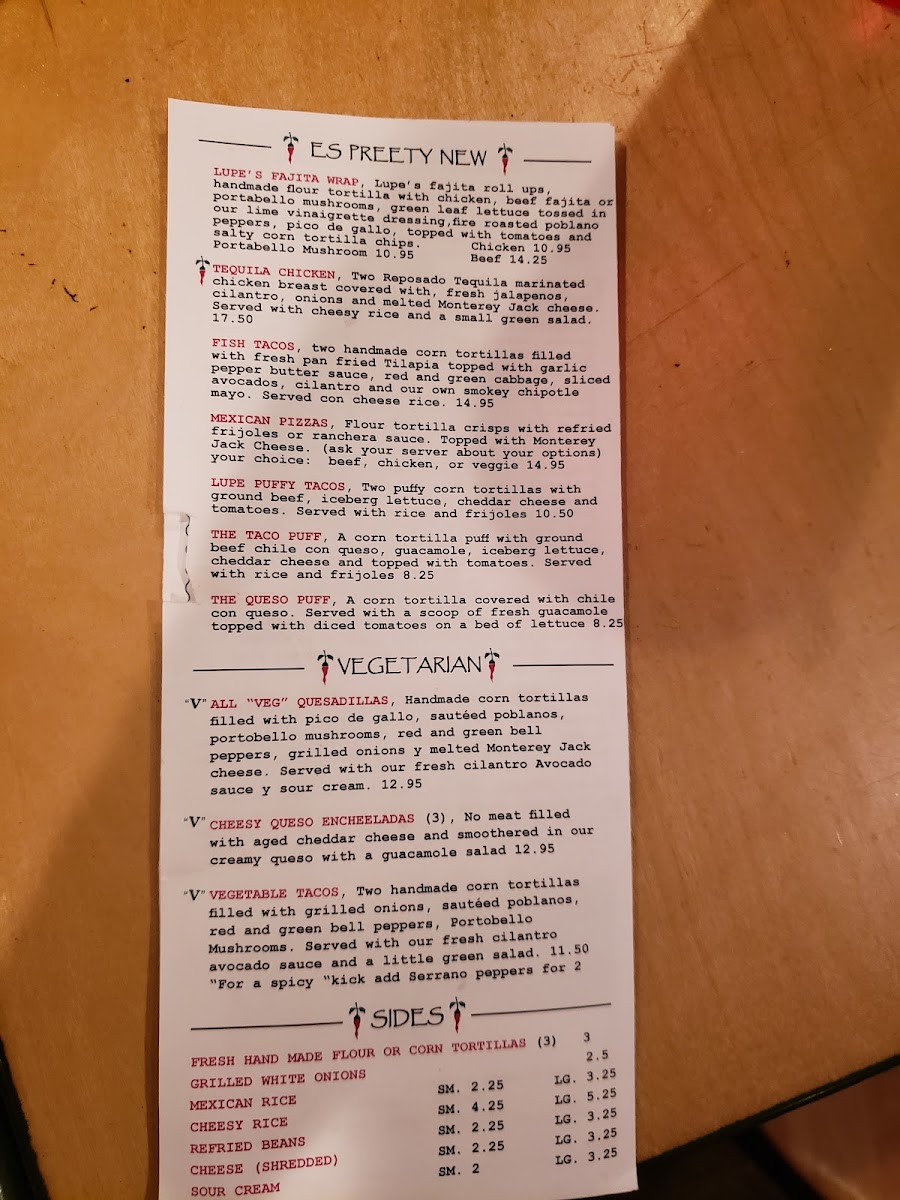 ES PREETY NEW
LUPE'S FAJITA WRAP, Lupe's fajita roll ups,
handmade flour tortilla with chicken, beef fajita or
portabello mushrooms, green leaf lettuce tossed in
our lime vinaigrette dressing,fire roasted poblano
peppers, pico de gallo, topped with tomatoes and
salty corn tortilla chips. Chicken 10.95
Portabello Mushroom 10.95 Beef 14.25
TEQUILA CHICKEN, Two Reposado Tequila marinated
chicken breast covered with, fresh jalapenos,
cilantro, onions and melted Monterey Jack cheese.
Served with cheesy rice and a small green salad.
17.50
FISH TACOS, two handmade corn tortillas filled
with fresh pan fried Tilapia topped with garlic
pepper butter sauce, red and green cabbage, sliced
avocados, cilantro and our own smokey chipotle
mayo. Served con cheese rice. 14.95
MEXICAN PIZZAS, Flour tortilla crisps with refried
frijoles or ranchera sauce. Topped with Monterey
Jack Cheese. (ask your server about your options)
your choice: beef, chicken, or veggie 14.95
LUPE PUFFY TACOS, Two puffy corn tortillas with
ground beef, iceberg lettuce, cheddar cheese and
tomatoes. Served with rice and frijoles 10.50
THE TACO PUFF, A corn tortilla puff with ground
beef chile con queso, guacamole, iceberg lettuce,
cheddar cheese and topped with tomatoes. Served
with rice and frijoles 8.25
THE QUESO PUFF, A corn tortilla covered with chile
con queso. Served with a scoop of fresh guacamole
topped with diced tomatoes on a bed of lettuce 8.25
VEGETARIAN
"V" ALL "VEG" QUESADILLAS, Handmade corn tortillas
filled with pico de gallo, sautéed poblanos,
portobello mushrooms, red and green bell
peppers, grilled onions y melted Monterey Jack
cheese. Served with our fresh cilantro Avocado
sauce y sour cream. 12.95
"V" CHEESY QUESO ENCHEELADAS (3), No meat filled
with aged cheddar cheese and smoothered in our
creamy queso with a guacamole salad 12.95
"V" VEGETABLE TACOS, Two handmade corn tortillas
filled with grilled onions, sautéed poblanos,
red and green bell peppers, Portobello
Mushrooms. Served with our fresh cilantro
avocado sauce and a little green salad. 11.50
"For a spicy "kick add Serrano peppers for 2
SIDES
FRESH HAND MADE FLOUR OR CORN TORTILLAS (3) 3
GRILLED WHITE ONIONS 2.5
MEXICAN RICE SM. 2.25 LG. 3.25
CHEESY RICE SM. 4.25 LG. 5.25
REFRIED BEANS SM. 2.25 LG. 3.25
CHEESE (SHREDDED) SM. 2.25 LG. 3.25
SOUR CREAM SM. 2 LG. 3.25